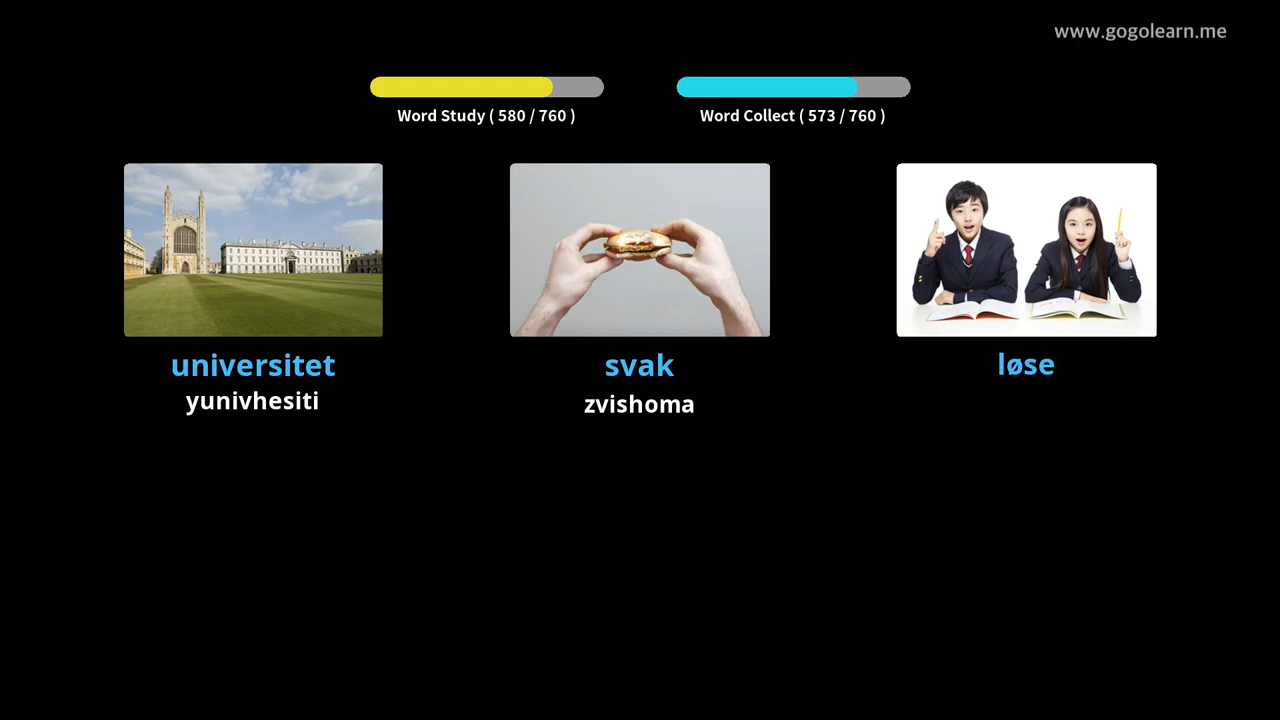 www.gogolearn.me
Word Study ( 580 / 760 )
Word Collect ( 573 / 760 )
universitet
yunivhesiti
svak
zvishoma
løse